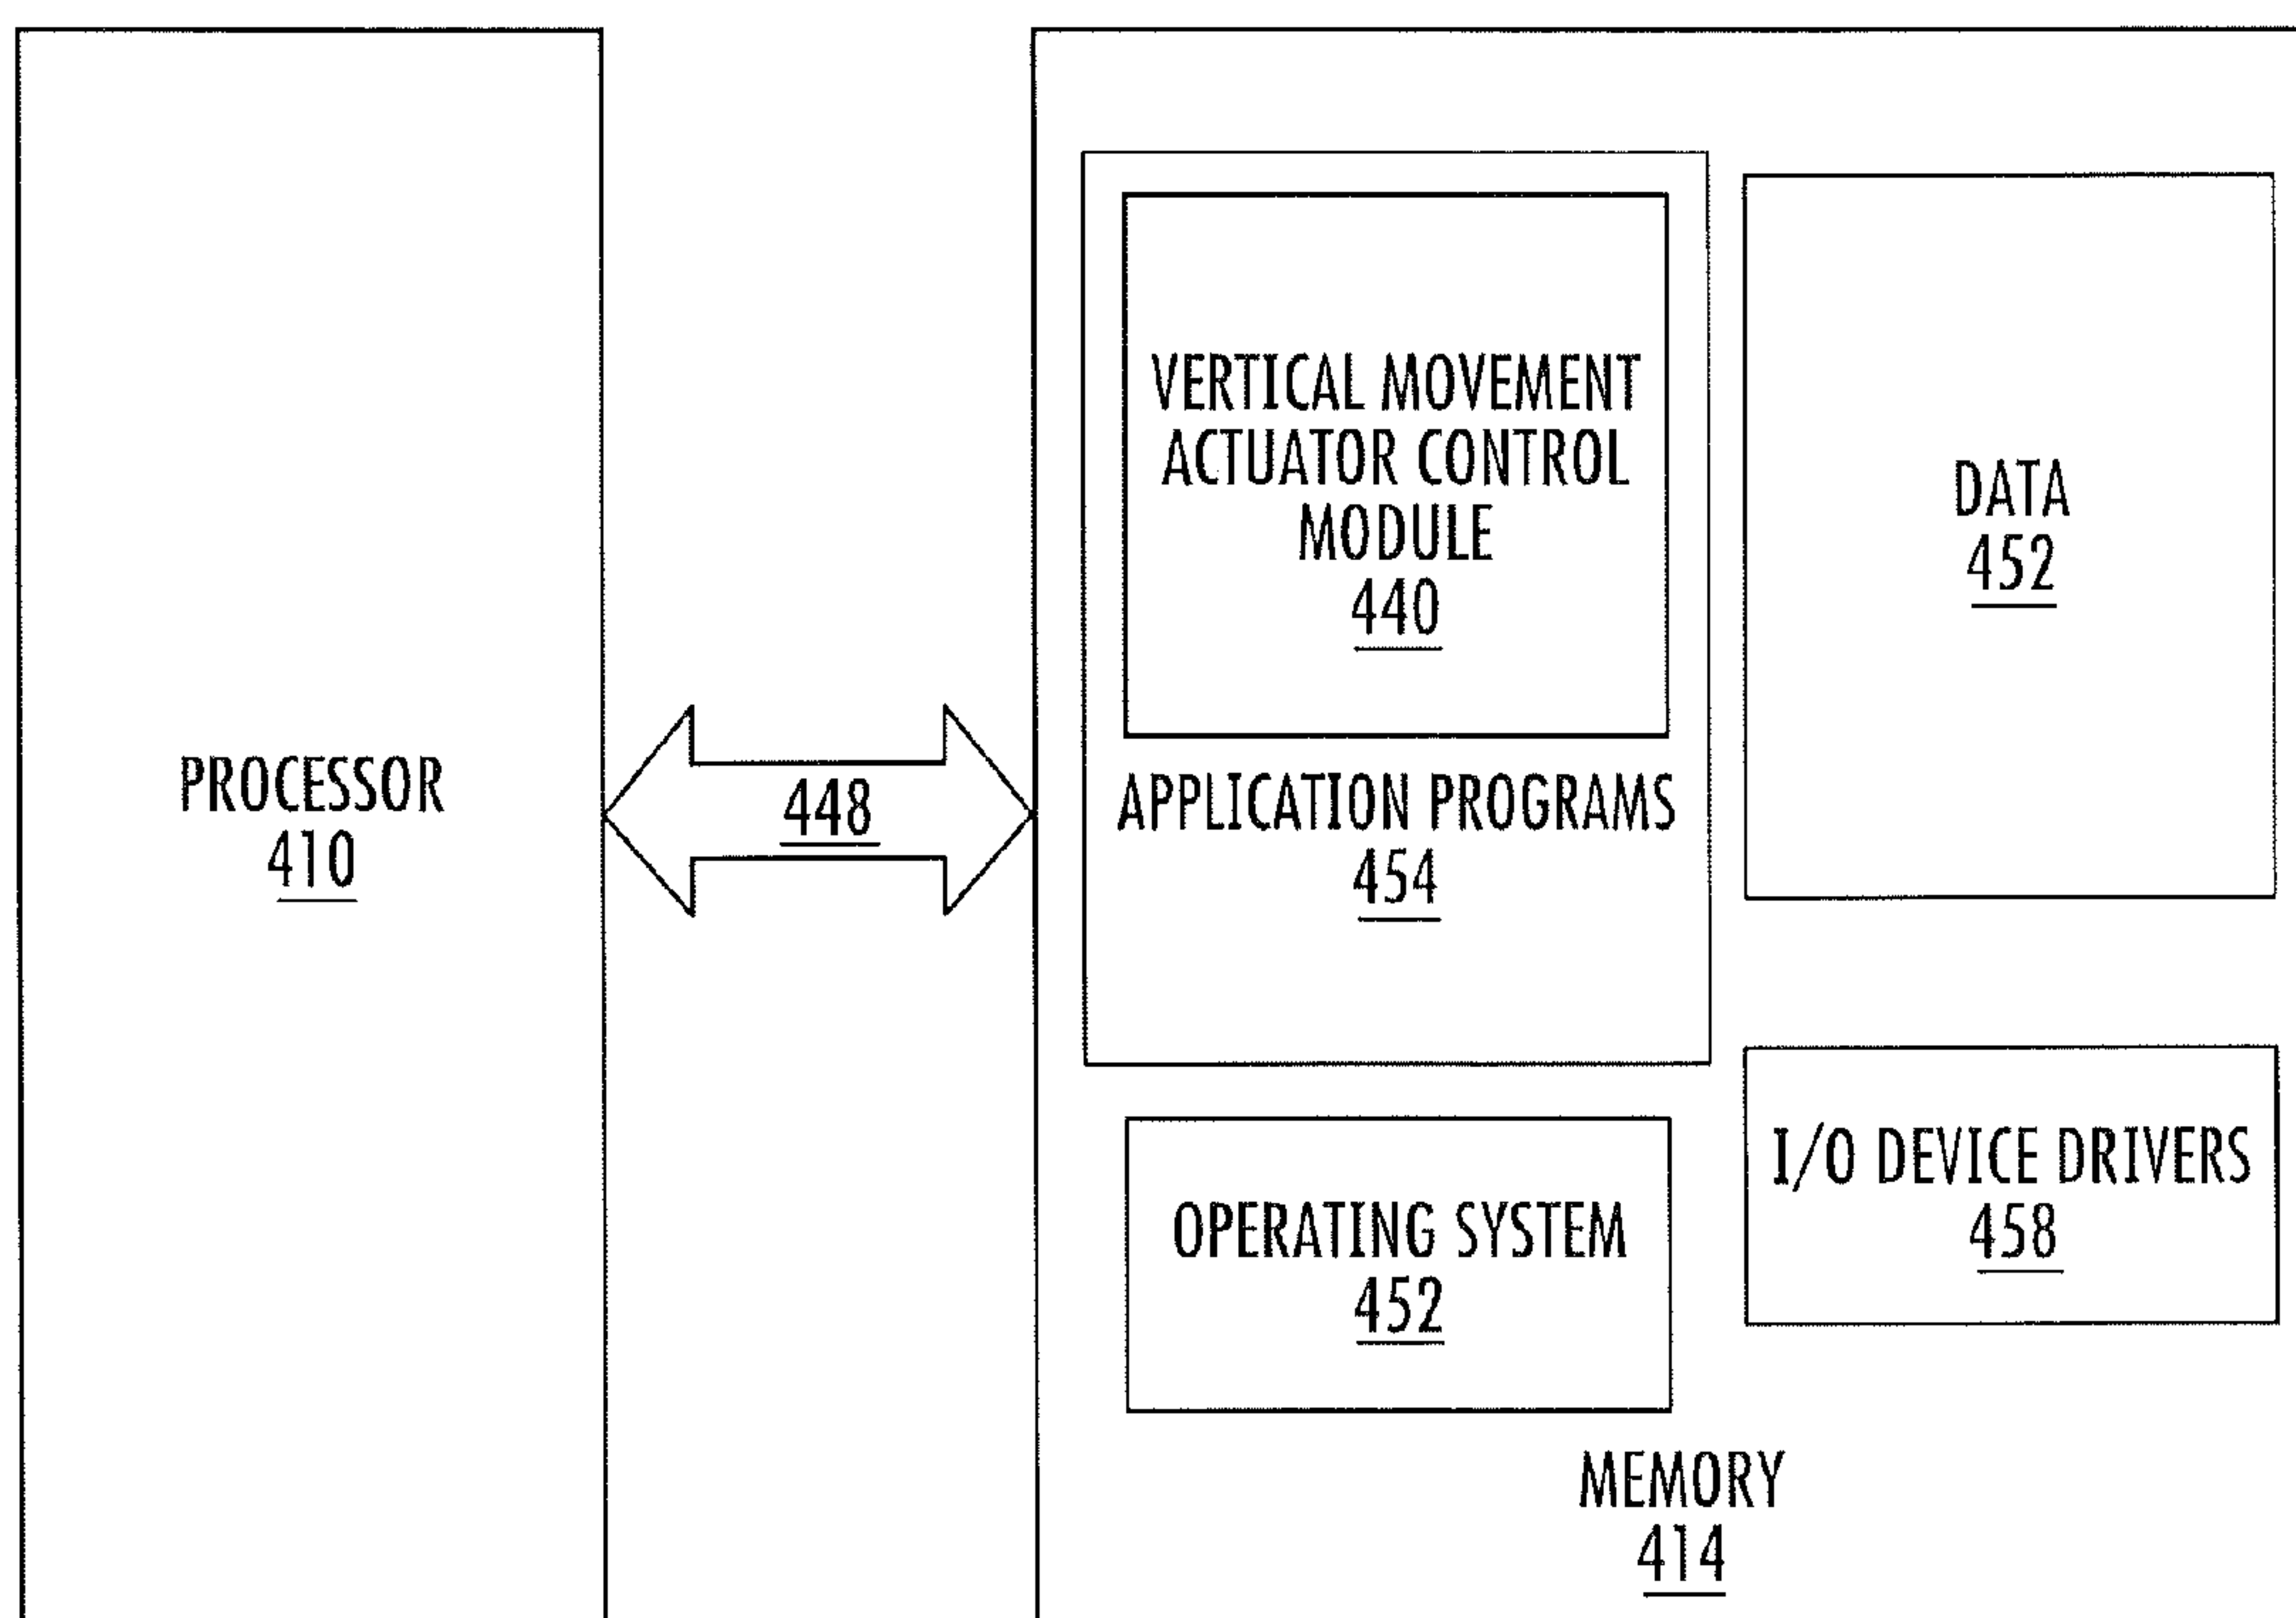 PROCESSOR
410
448
VERTICAL MOVEMENT
ACTUATOR CONTROL
MODULE
440
APPLICATION PROGRAMS
454
DATA
452
OPERATING SYSTEM
452
I/O DEVICE DRIVERS
458
MEMORY
414